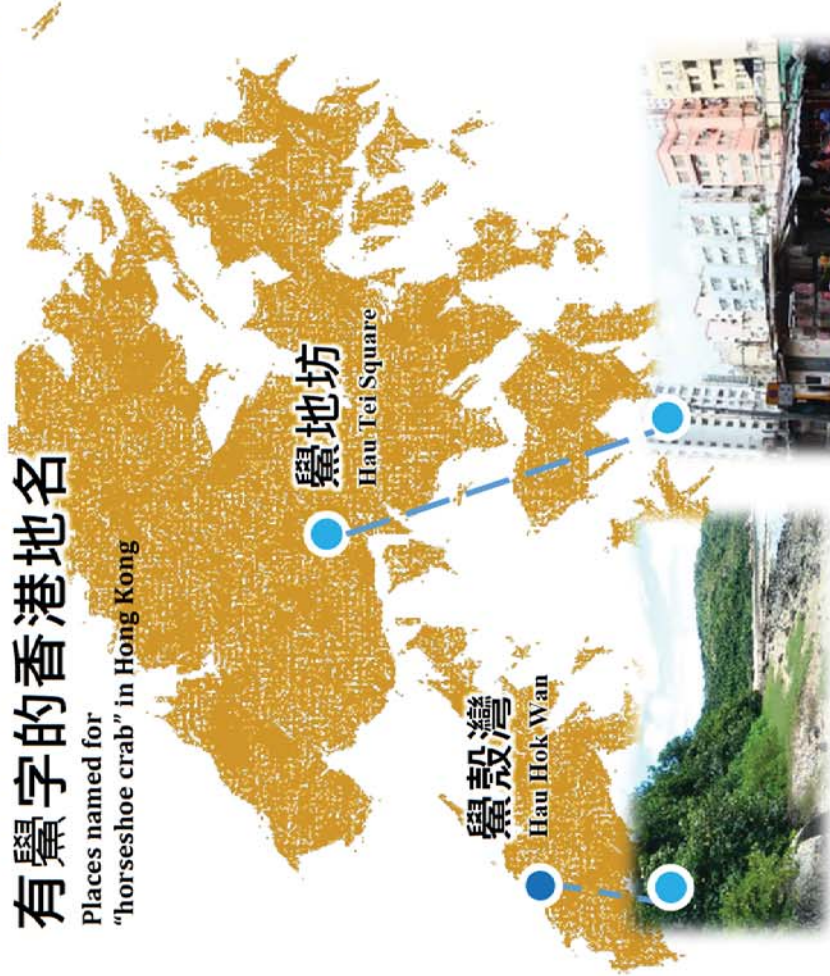 有鱟字的香港地名
Places named for
“horseshoe crab” in Hong Kong
鱟地坊
Hau Tei Square
鱟殼灣
Hau Hok Wan